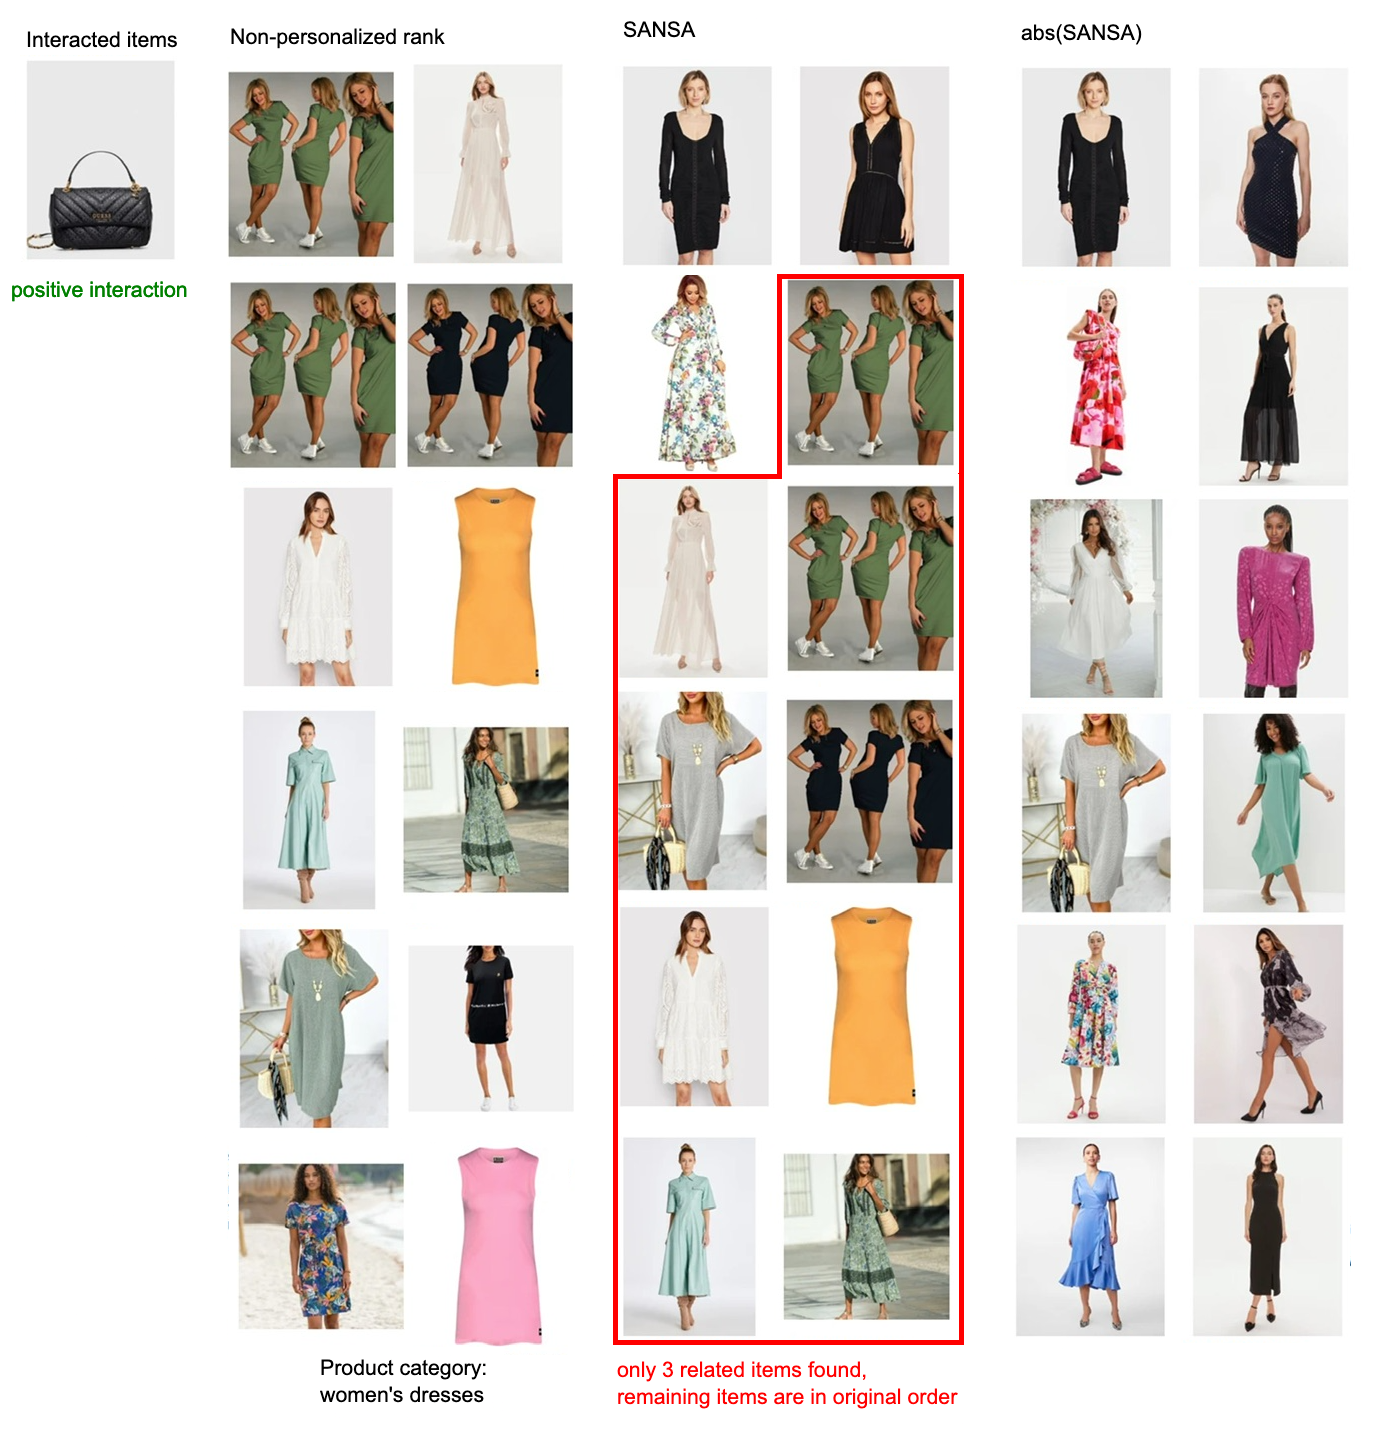 Interacted items
Non-personalized rank
SANSA
abs(SANSA)
GUESS
positive interaction
Product category:
women's dresses
only 3 related items found,
remaining items are in original order